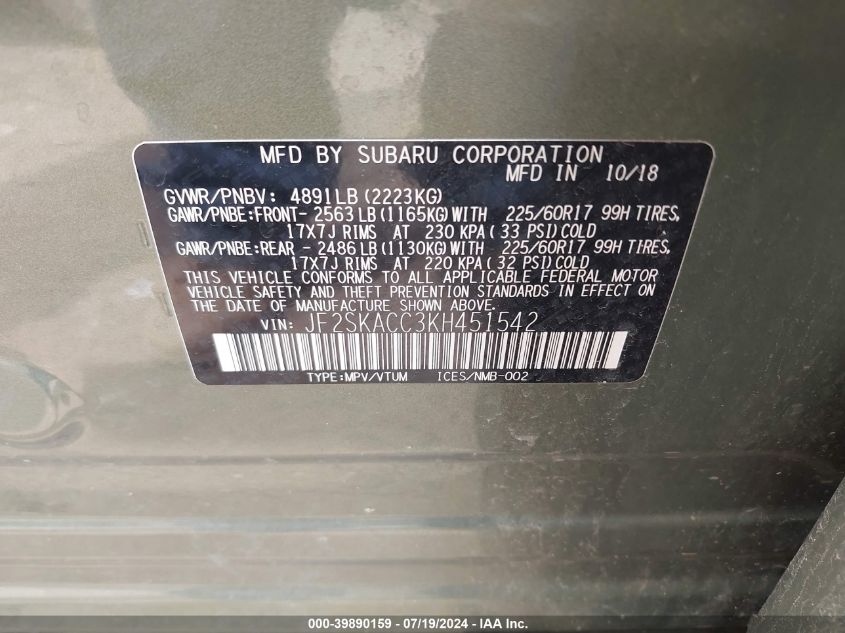 MFD BY SUBARU CORPORATION
MFD IN 10/18
GVWR/PNBV: 4891LB (2223KG)
GAWR/PNBE:FRONT- 2563 LB (1165KG) WITH 225/60R17 99H TIRES,
17X7J RIMS AT 230 KPA ( 33 PSI) COLD
GAWR/PNBE:REAR - 2486 LB (1130KG) WITH 225/60R17 99H TIRES,
17X7J RIMS AT 220 KPA ( 32 PSI) COLD
THIS VEHICLE CONFORMS TO ALL APPLICABLE FEDERAL MOTOR
VEHICLE SAFETY AND THEFT PREVENTION STANDARDS IN EFFECT ON
THE DATE OF MANUFACTURE SHOWN ABOVE.
VIN: JF2SKACC3KH451542
TYPE:MPV/VTUM ICES/NMB-002
000-39890159 - 07/19/2024 - IAA Inc.